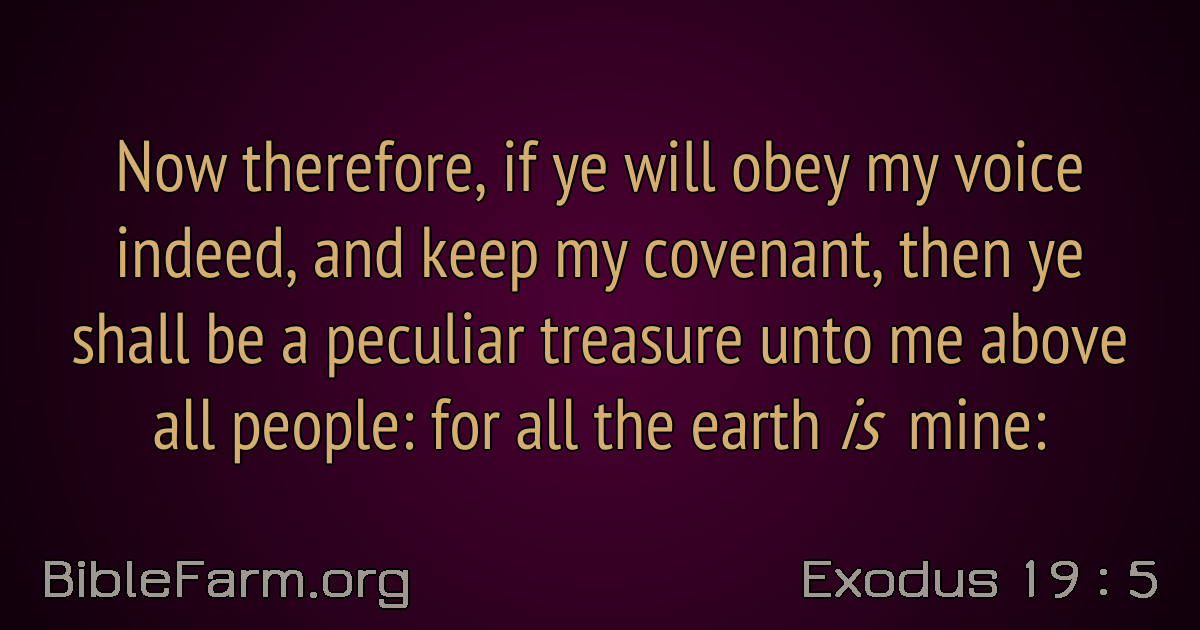 Now therefore, if ye will obey my voice
indeed, and keep my covenant, then ye
shall be a peculiar treasure unto me above
all people: for all the earth is mine:
BibleFarm.org
Exodus 19 : 5